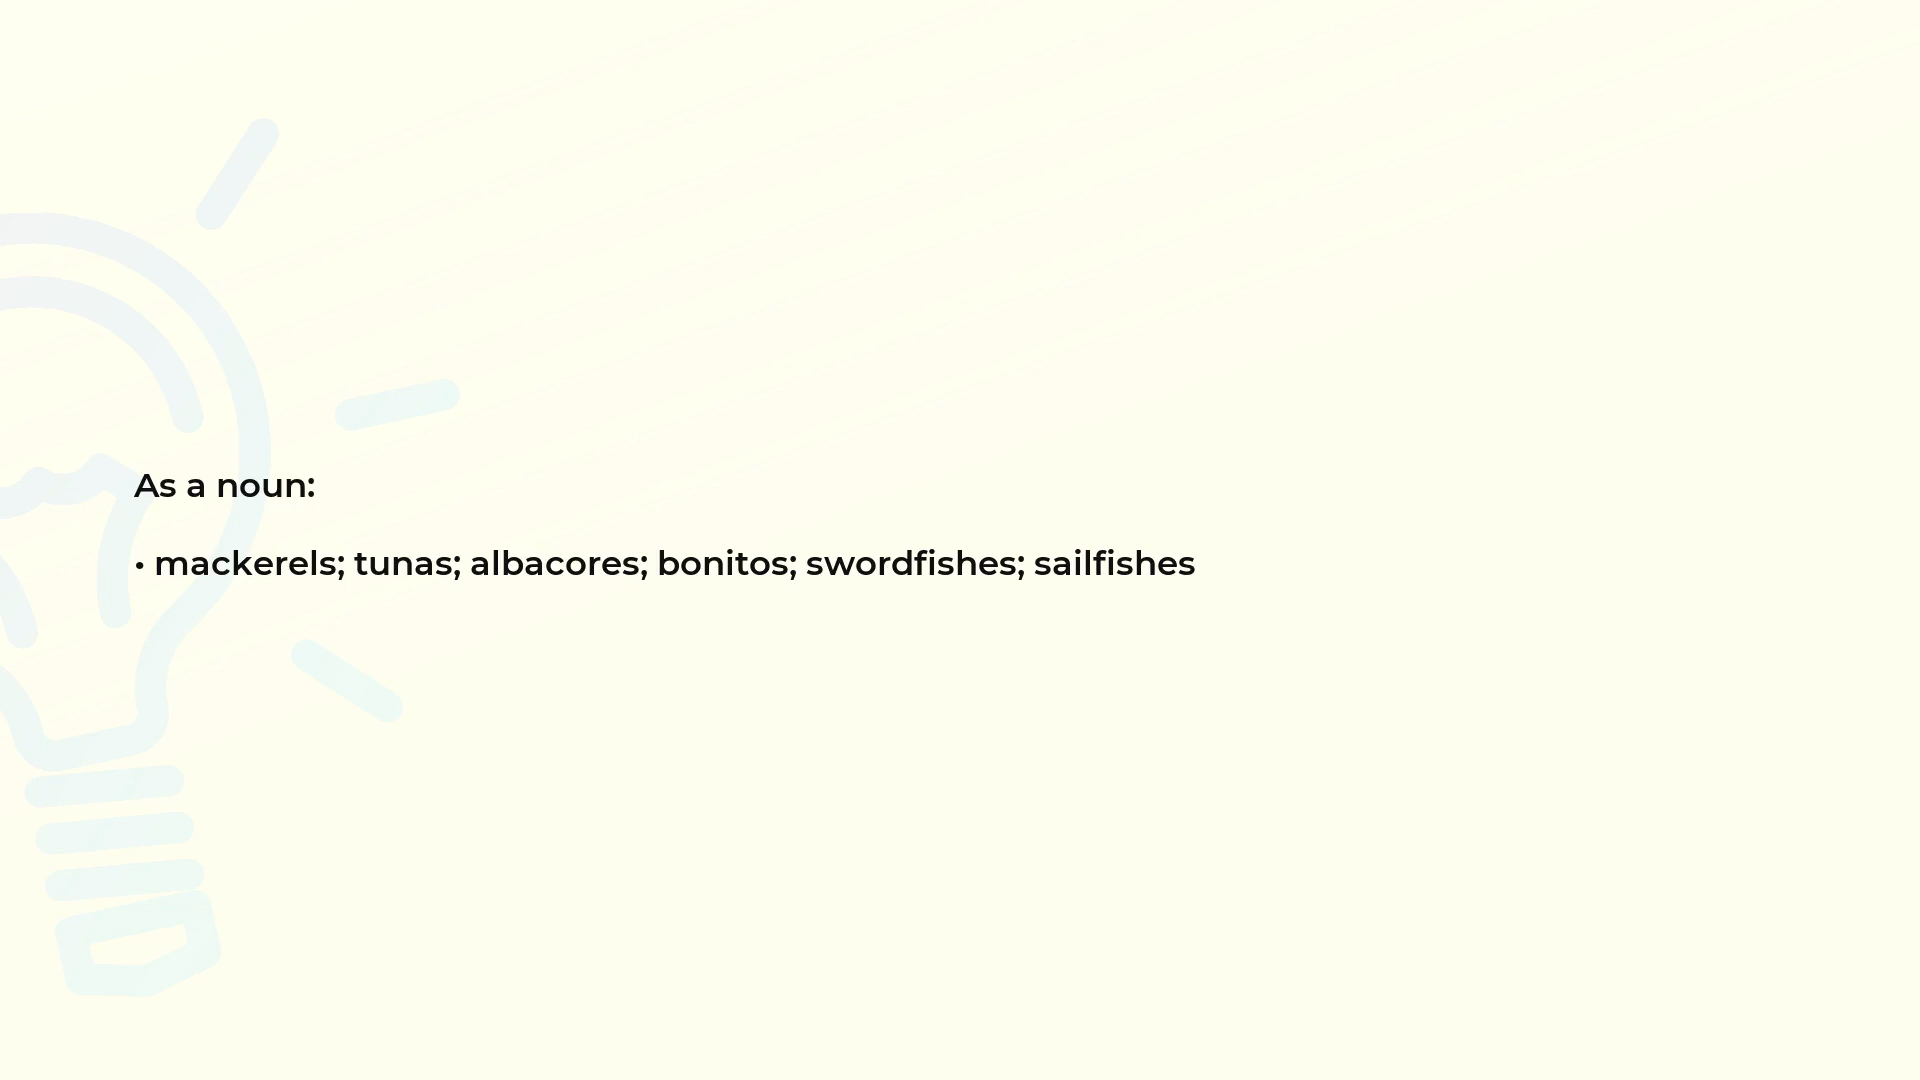 As a noun:
• mackerels; tunas; albacores; bonitos; swordfishes; sailfishes